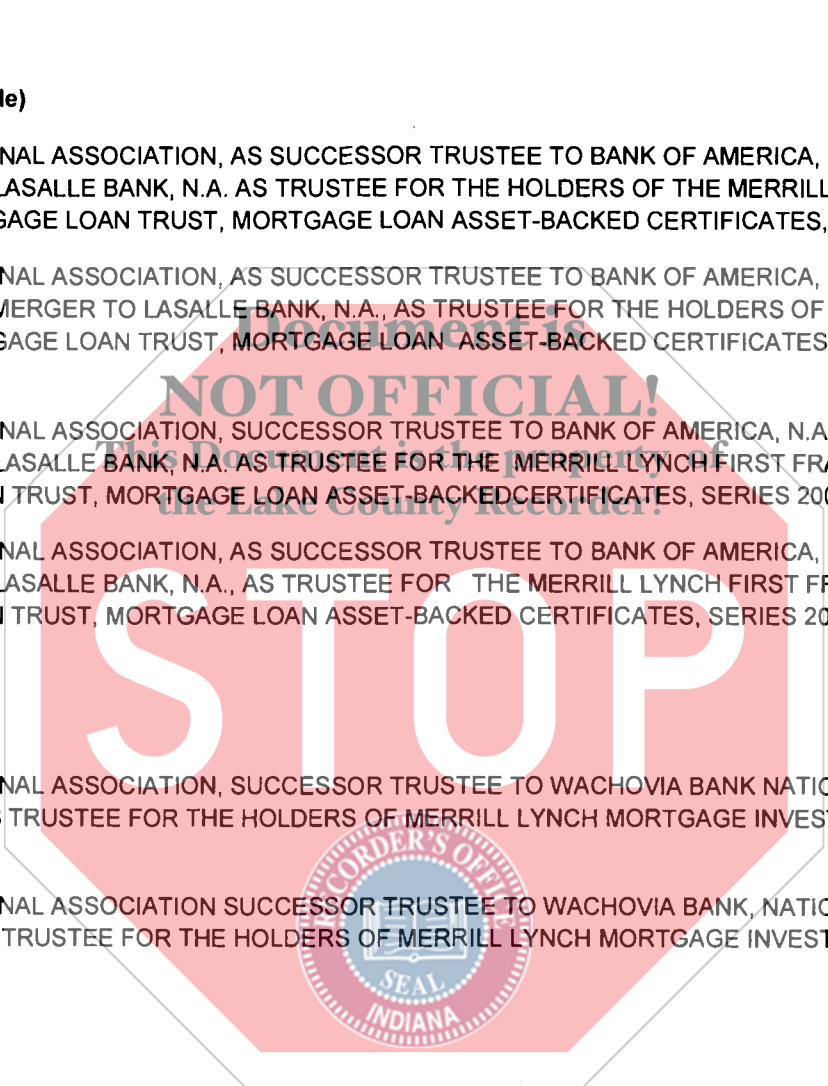 le)
NAL ASSOCIATION, AS SUCCESSOR TRUSTEE TO BANK OF AMERICA,
LASALLE BANK, N.A. AS TRUSTEE FOR THE HOLDERS OF THE MERRILL
GAGE LOAN TRUST, MORTGAGE LOAN ASSET-BACKED CERTIFICATES,
NAL ASSOCIATION, AS SUCCESSOR TRUSTEE TO BANK OF AMERICA,
MERGER TO LASALLE BANK, N.A., AS TRUSTEE FOR THE HOLDERS OF
Document is
GAGE LOAN TRUST, MORTGAGE LOAN ASSET-BACKED CERTIFICATES
NOT OFFICIAL!
NAL ASSOCIATION, SUCCESSOR TRUSTEE TO BANK OF AMERICA, N.A
This Document is the property of
LASALLE BANK, N.A. AS TRUSTEE FOR THE MERRILL LYNCH FIRST FRA
the Lake County Recorder!
N TRUST, MORTGAGE LOAN ASSET-BACKEDCERTIFICATES, SERIES 200
NAL ASSOCIATION, AS SUCCESSOR TRUSTEE TO BANK OF AMERICA,
LASALLE BANK, N.A., AS TRUSTEE FOR THE MERRILL LYNCH FIRST FR
N TRUST, MORTGAGE LOAN ASSET-BACKED CERTIFICATES, SERIES 20
STOP
NAL ASSOCIATION, SUCCESSOR TRUSTEE TO WACHOVIA BANK NATIO
S TRUSTEE FOR THE HOLDERS OF MERRILL LYNCH MORTGAGE INVEST
RECORDER'S OFFICE
NAL ASSOCIATION SUCCESSOR TRUSTEE TO WACHOVIA BANK, NATIO
TRUSTEE FOR THE HOLDERS OF MERRILL LYNCH MORTGAGE INVEST
SEAL
INDIANA